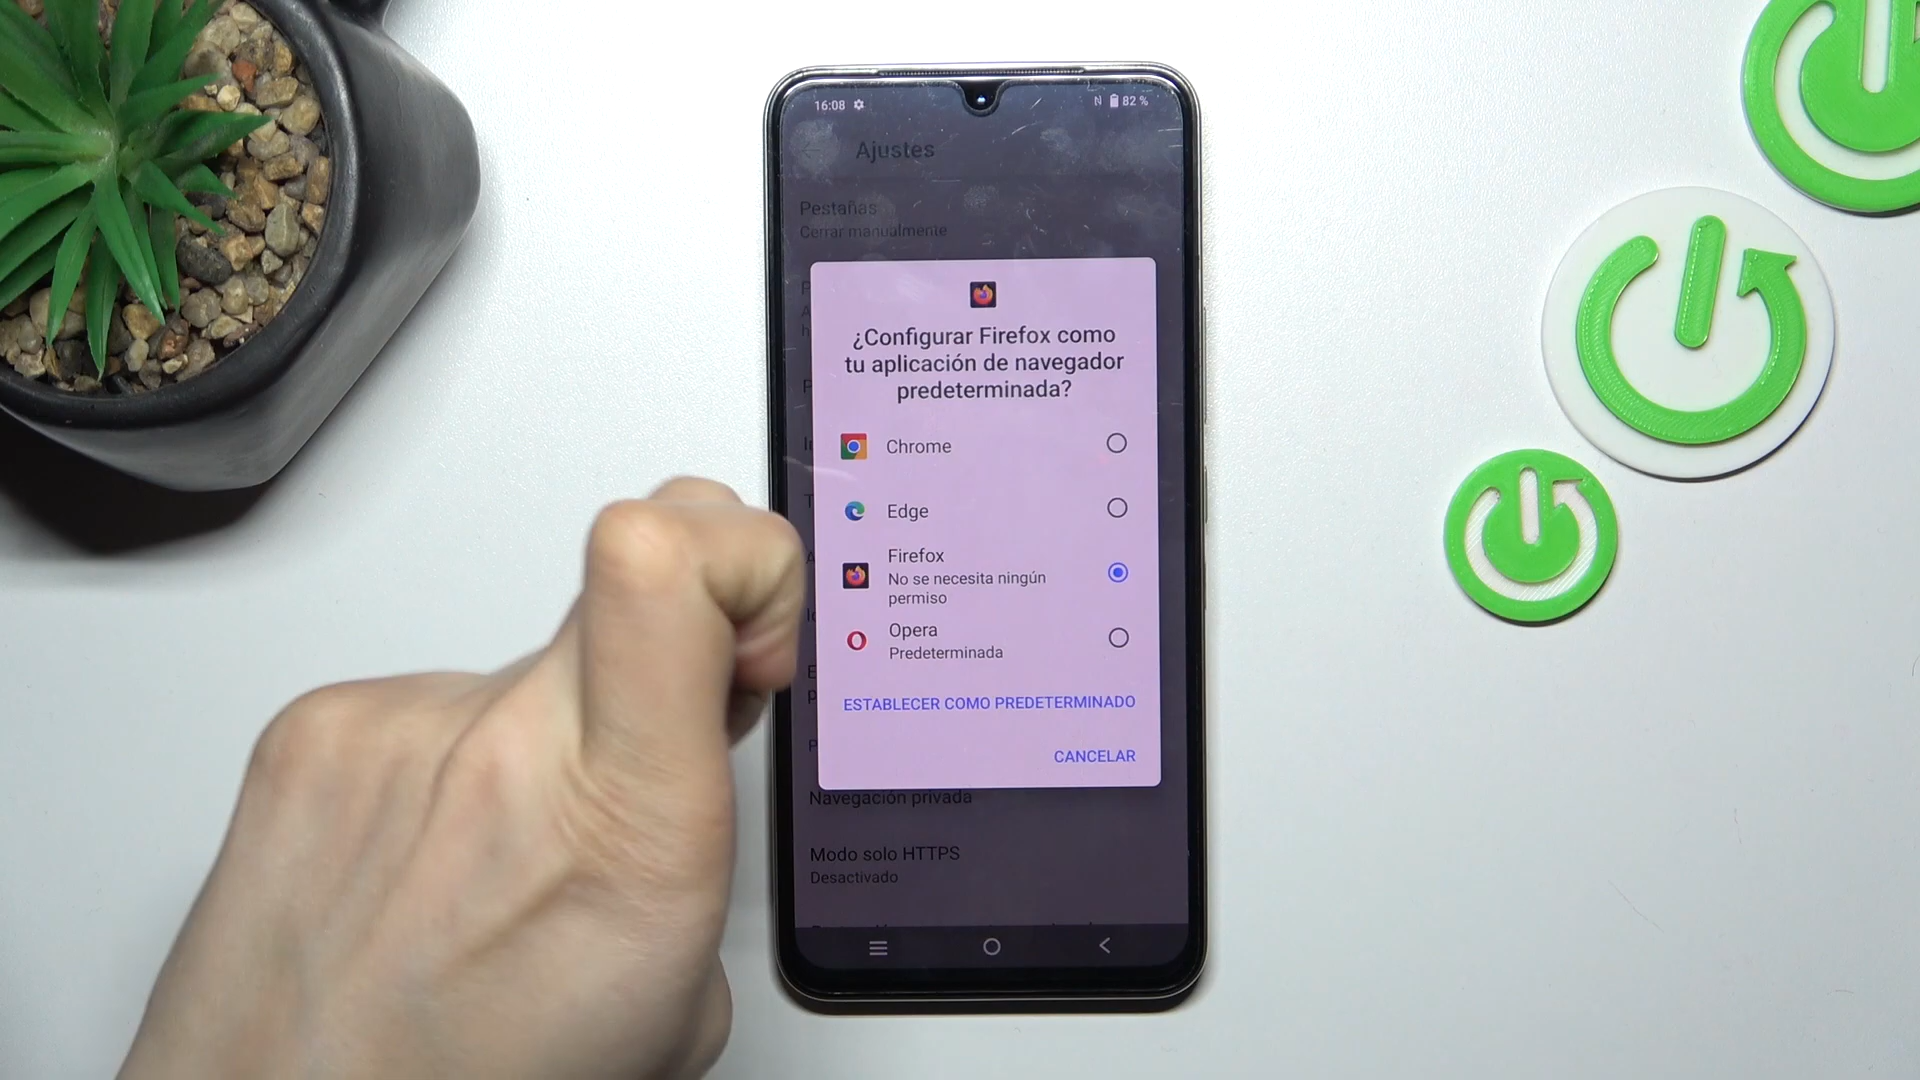 16:08
82 %
Ajustes
Pestañas
Cerrar manualmente
¿Configurar Firefox como
tu aplicación de navegador
predeterminada?
Chrome
Edge
Firefox
No se necesita ningún
permiso
Opera
Predeterminada
ESTABLECER COMO PREDETERMINADO
CANCELAR
Navegación privada
Modo solo HTTPS
Desactivado